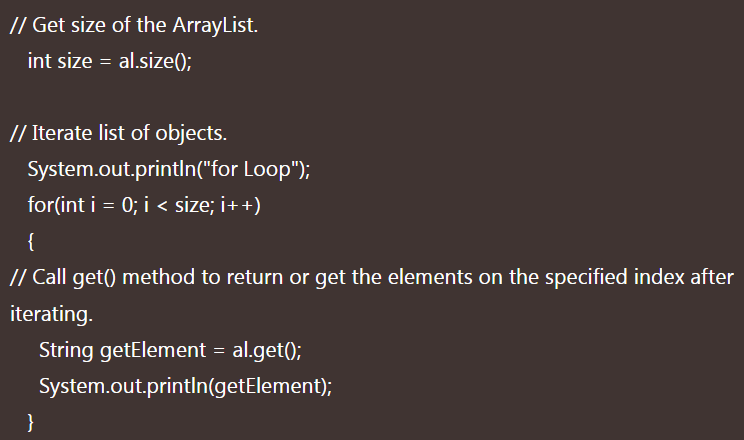 // Get size of the ArrayList.
int size = al.size();
// Iterate list of objects.
System.out.println("for Loop");
for(int i = 0; i < size; i++)
{
// Call get() method to return or get the elements on the specified index after
iterating.
String getElement = al.get();
System.out.println(getElement);
}